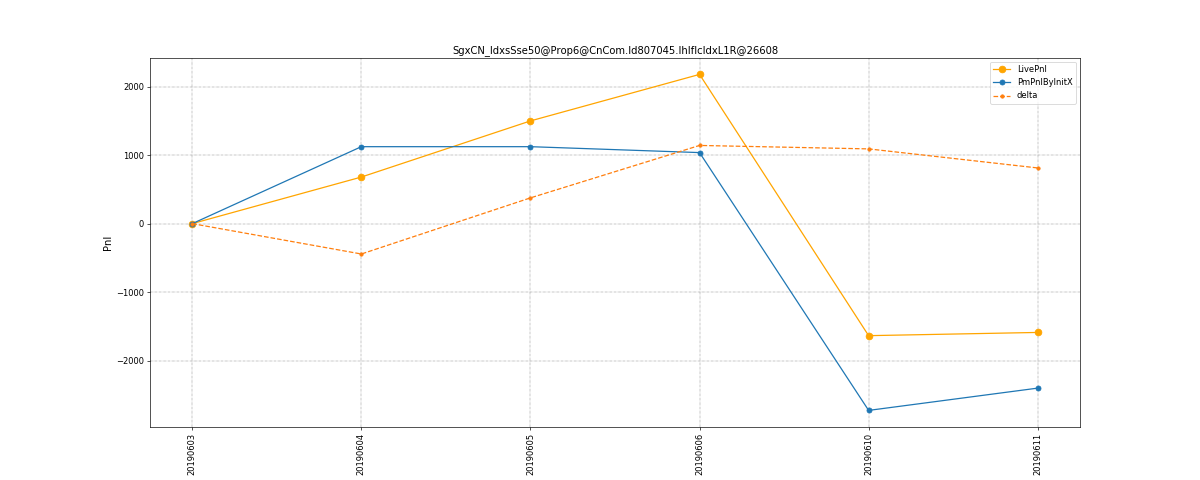 SgxCN_IdxsSse50@Prop6@CnCom.Id807045.IhIfIcIdxL1R@26608
LivePnl
PmPnlByInitX
delta
2000
1000
0
−1000
−2000
Pnl
20190603
20190604
20190605
20190606
20190610
20190611